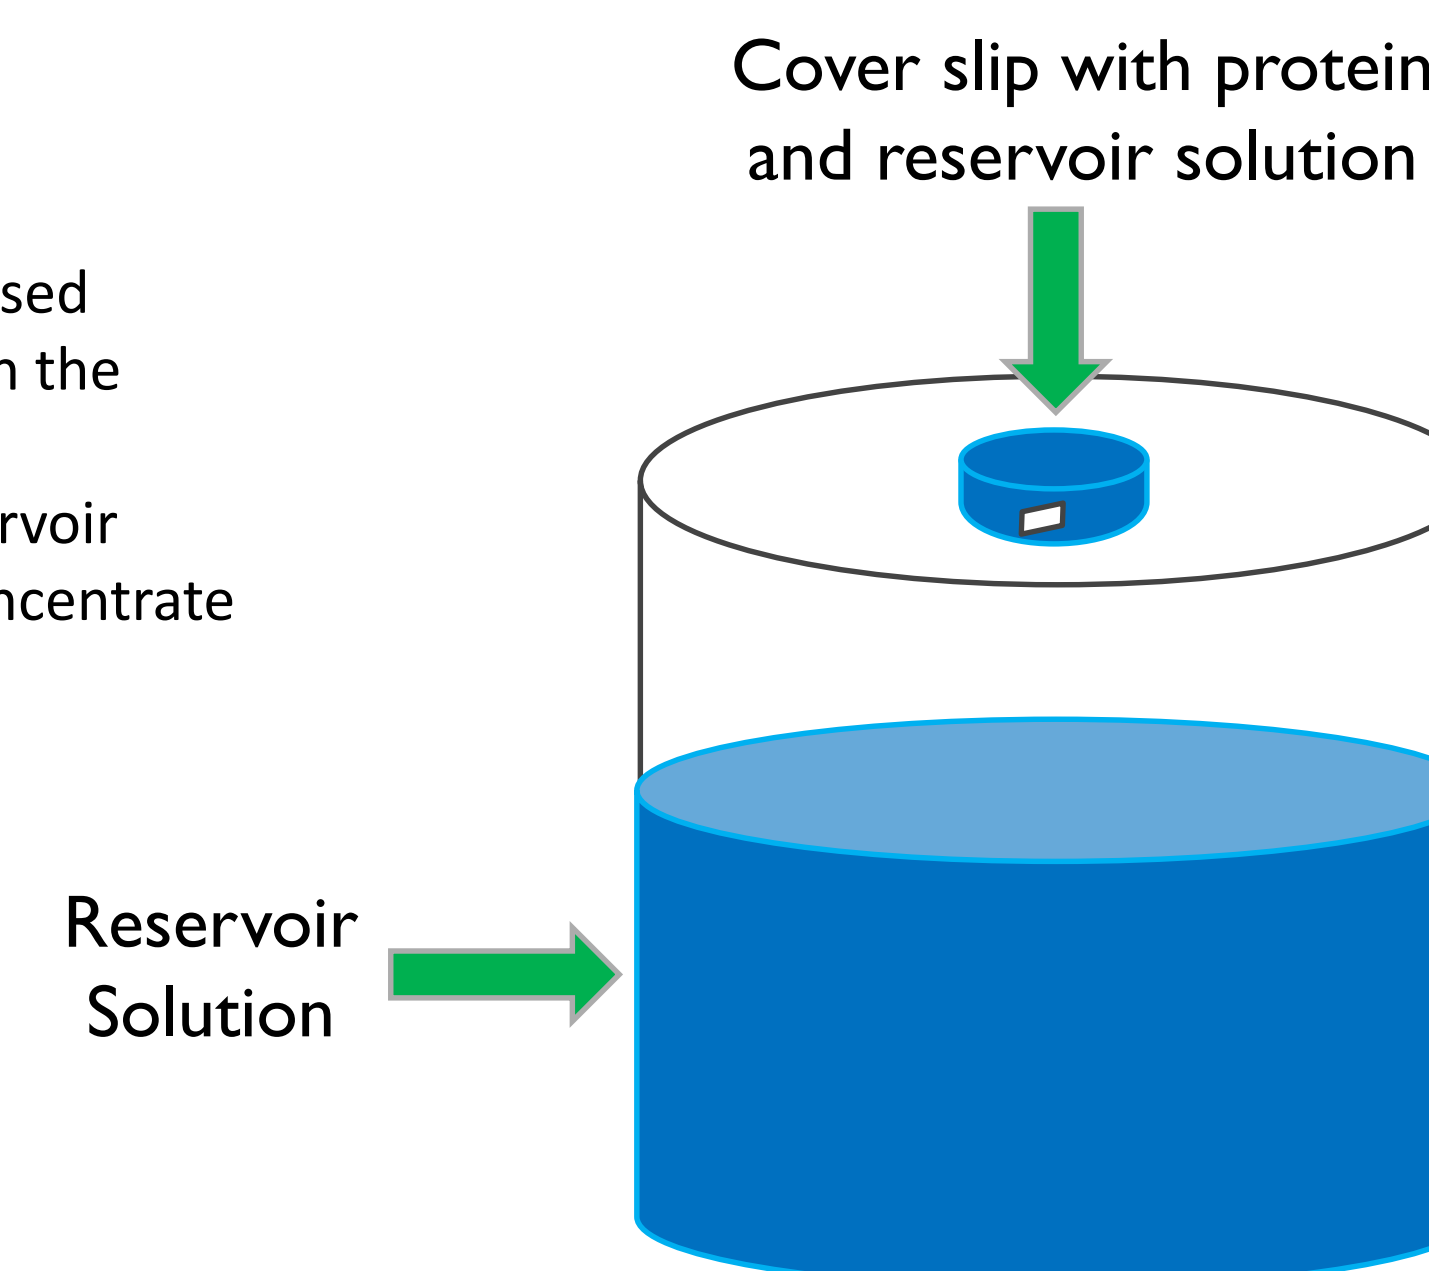 Cover slip with protein
and reservoir solution
sed
n the
rvoir
ncentrate
Reservoir
Solution